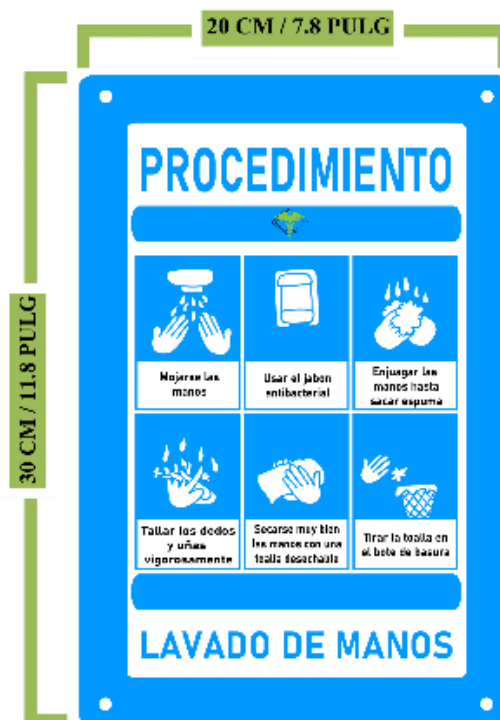 20 CM / 7.8 PULG
30 CM / 11.8 PULG
PROCEDIMIENTO
Mojarse las
manos
Usar el jabon
antibacterial
Enjuagar las
manos hasta
sacar espuma
Tallar los dedos
y uñas
vigorosamente
Secarse muy bien
las manos con una
toalla desechable
Tirar la toalla en
el bote de basura
LAVADO DE MANOS